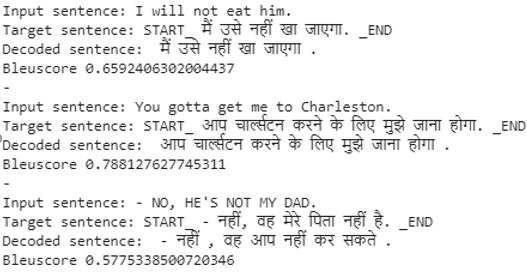 Input sentence: I will not eat him.
Target sentence: START_ मैं उसे नहीं खा जाएगा. _END
Decoded sentence:  मैं उसे नहीं खा जाएगा .
Bleuscore 0.6592406302004437
-
Input sentence: You gotta get me to Charleston.
Target sentence: START_ आप चार्ल्सटन करने के लिए मुझे जाना होगा. _END
Decoded sentence:  आप चार्ल्सटन करने के लिए मुझे जाना होगा .
Bleuscore 0.788127627745311
-
Input sentence: - NO, HE'S NOT MY DAD.
Target sentence: START_ - नहीं, वह मेरे पिता नहीं है. _END
Decoded sentence:  - नहीं , वह आप नहीं कर सकते .
Bleuscore 0.5775338500720346